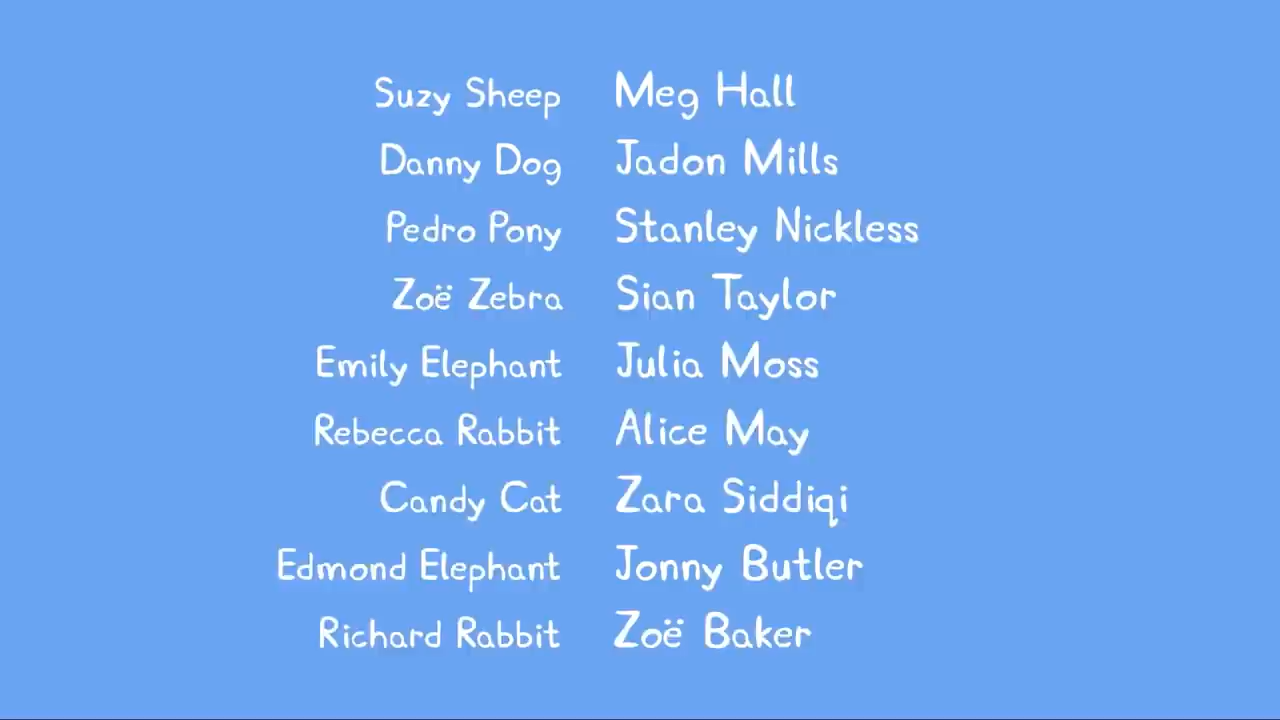 Suzy Sheep Meg Hall
Danny Dog Jadon Mills
Pedro Pony Stanley Nickless
Zoë Zebra Sian Taylor
Emily Elephant Julia Moss
Rebecca Rabbit Alice May
Candy Cat Zara Siddiqi
Edmond Elephant Jonny Butler
Richard Rabbit Zoë Baker